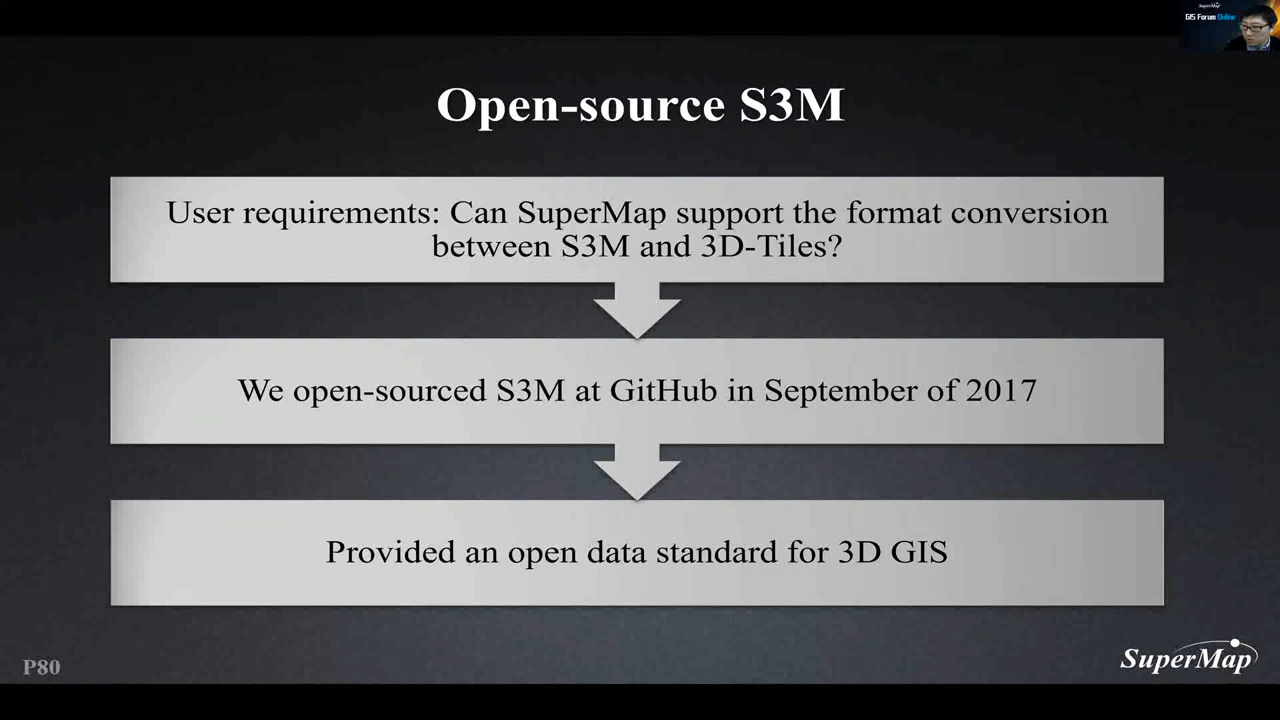 SuperMap
GIS Forum Online
Open-source S3M
User requirements: Can SuperMap support the format conversion
between S3M and 3D-Tiles?
We open-sourced S3M at GitHub in September of 2017
Provided an open data standard for 3D GIS
P80
SuperMap